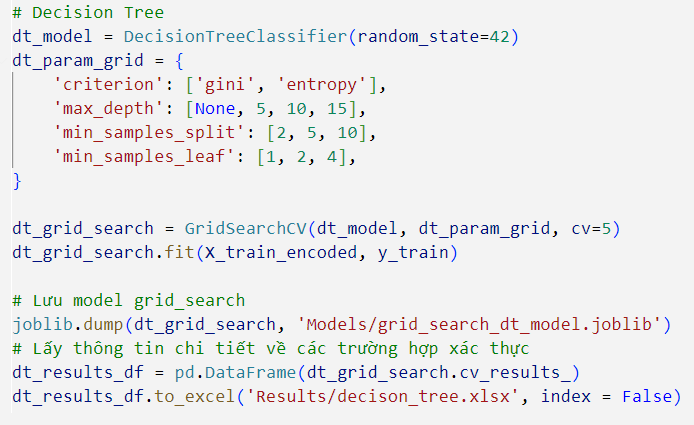 # Decision Tree
dt_model = DecisionTreeClassifier(random_state=42)
dt_param_grid = {
    'criterion': ['gini', 'entropy'],
    'max_depth': [None, 5, 10, 15],
    'min_samples_split': [2, 5, 10],
    'min_samples_leaf': [1, 2, 4],
}

dt_grid_search = GridSearchCV(dt_model, dt_param_grid, cv=5)
dt_grid_search.fit(X_train_encoded, y_train)

# Lưu model grid_search
joblib.dump(dt_grid_search, 'Models/grid_search_dt_model.joblib')
# Lấy thông tin chi tiết về các trường hợp xác thực
dt_results_df = pd.DataFrame(dt_grid_search.cv_results_)
dt_results_df.to_excel('Results/decison_tree.xlsx', index = False)